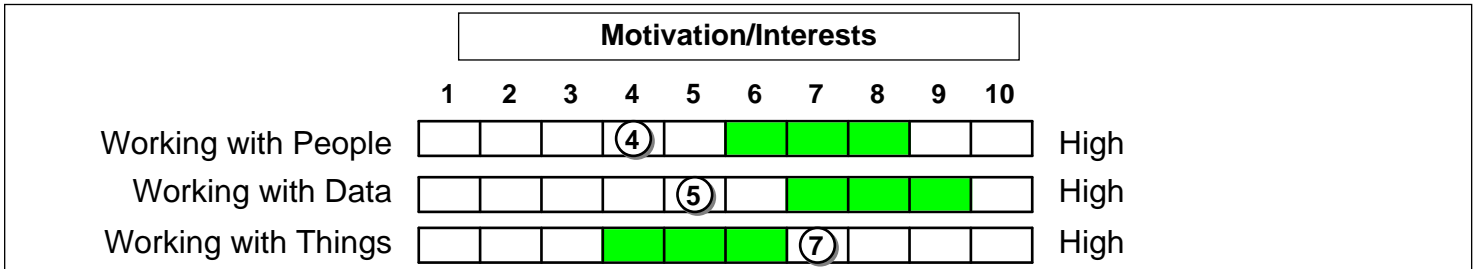 Motivation/Interests
1 2 3 4 5 6 7 8 9 10
Working with People 4 High
Working with Data 5 High
Working with Things 7 High